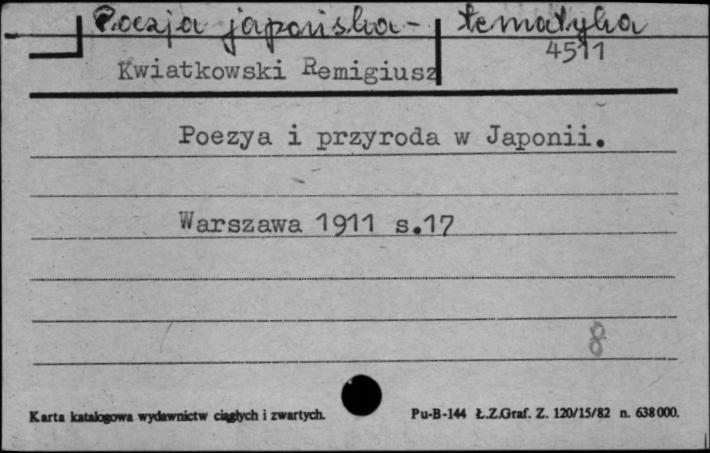 Poezja japońska - tematyka
4511
Kwiatkowski Remigiusz
Poezya i przyroda w Japonii.
Warszawa 1911 s.17
8
Karta katalogowa wydawnictw ciągłych i zwartych.
Pu-B-144 Ł.Z.Graf. Z. 120/15/82 n. 638000.